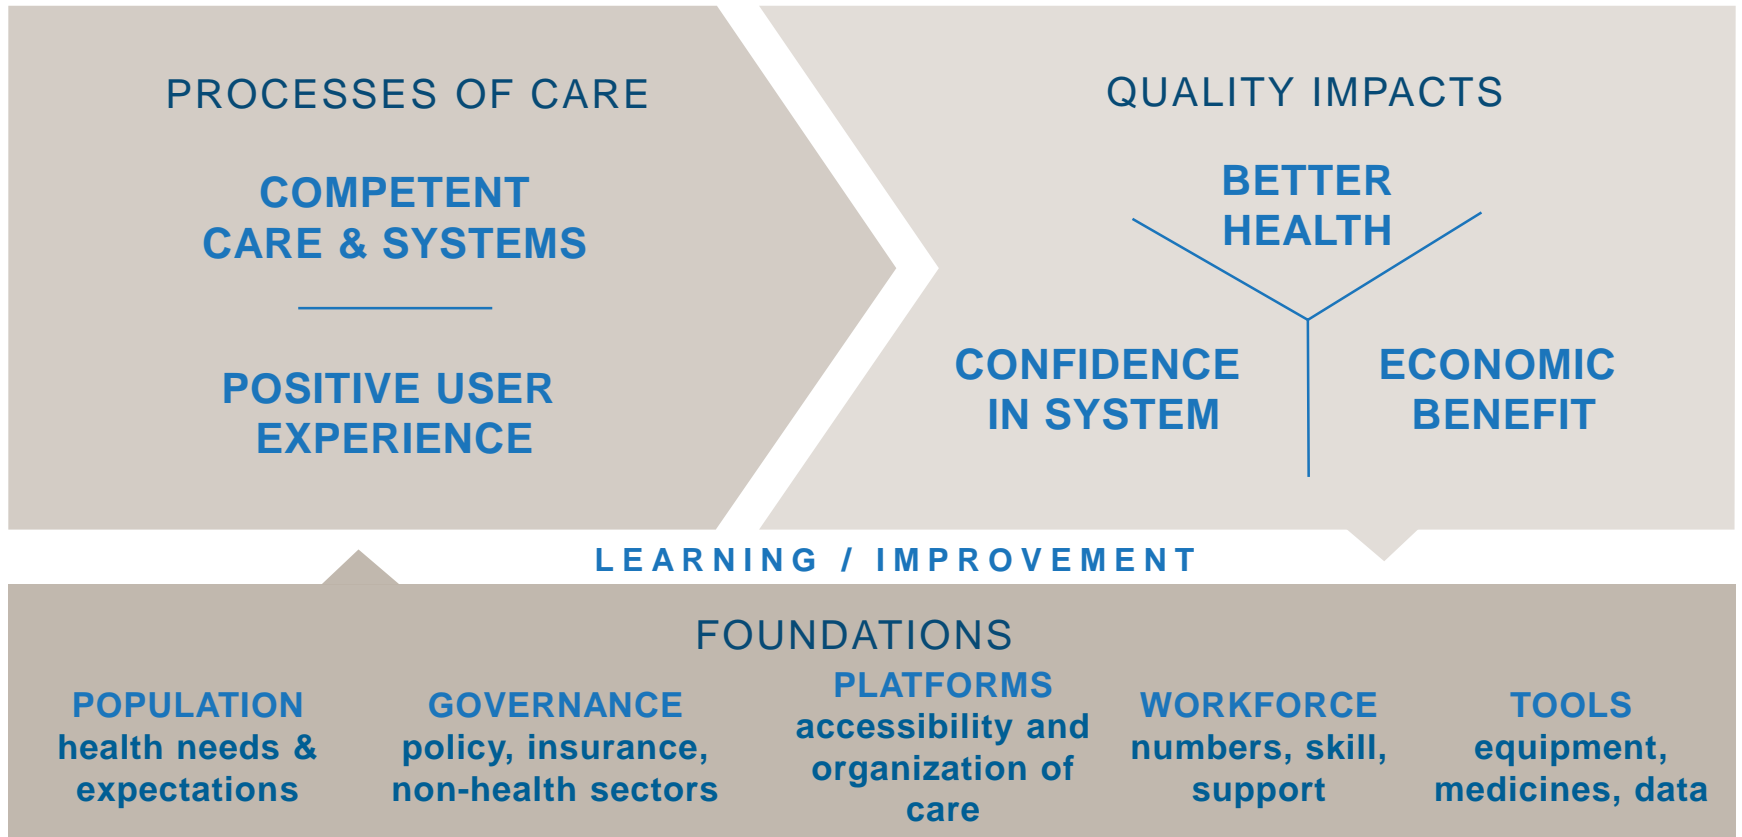 PROCESSES OF CARE
COMPETENT
CARE & SYSTEMS
POSITIVE USER
EXPERIENCE
QUALITY IMPACTS
BETTER
HEALTH
CONFIDENCE
IN SYSTEM
ECONOMIC
BENEFIT
LEARNING / IMPROVEMENT
FOUNDATIONS
POPULATION
health needs &
expectations
GOVERNANCE
policy, insurance,
non-health sectors
PLATFORMS
accessibility and
organization of
care
WORKFORCE
numbers, skill,
support
TOOLS
equipment,
medicines, data